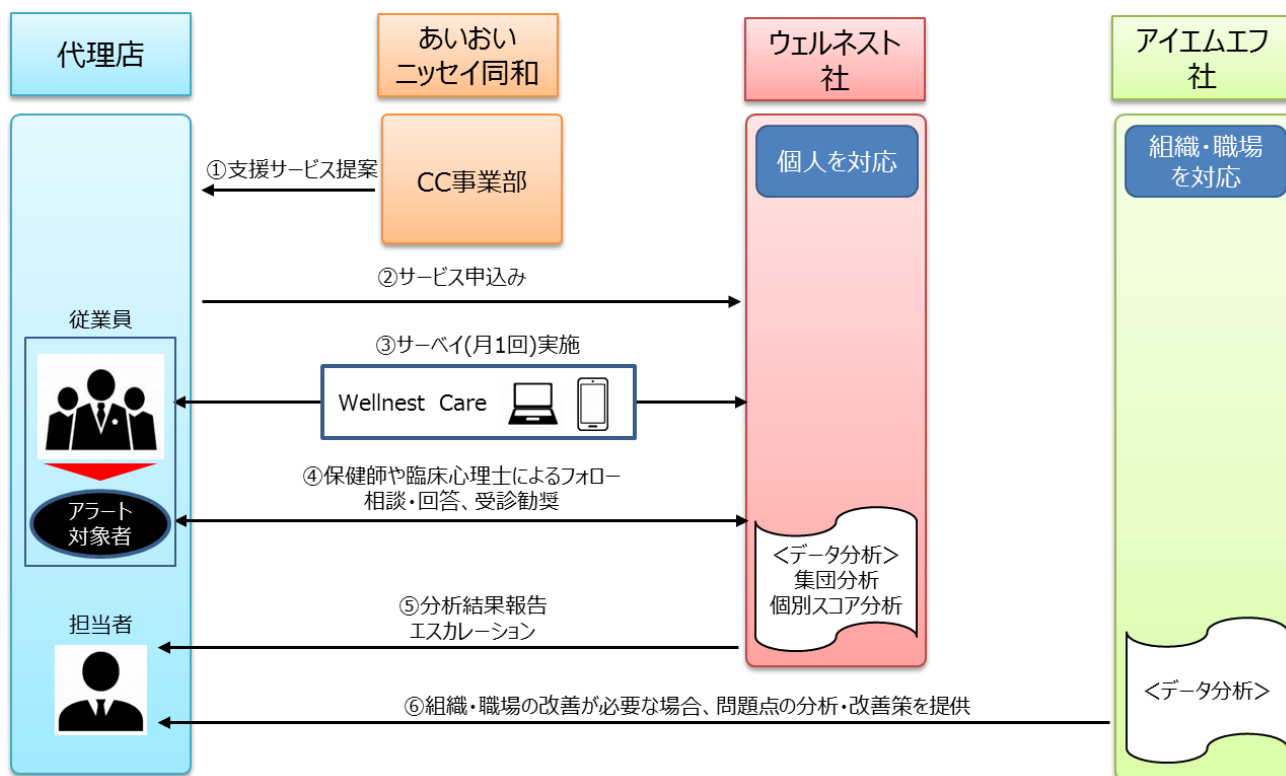 代理店
あいおい
ニッセイ同和
ウェルネスト
社
アイエムエフ
社
①支援サービス提案
CC事業部
個人を対応
組織・職場
を対応
②サービス申込み
従業員
③サーベイ(月1回)実施
Wellnest Care
④保健師や臨床心理士によるフォロー
相談・回答、受診勧奨
アラート
対象者
＜データ分析＞
集団分析
個別スコア分析
⑤分析結果報告
エスカレーション
担当者
⑥組織・職場の改善が必要な場合、問題点の分析・改善策を提供
＜データ分析＞